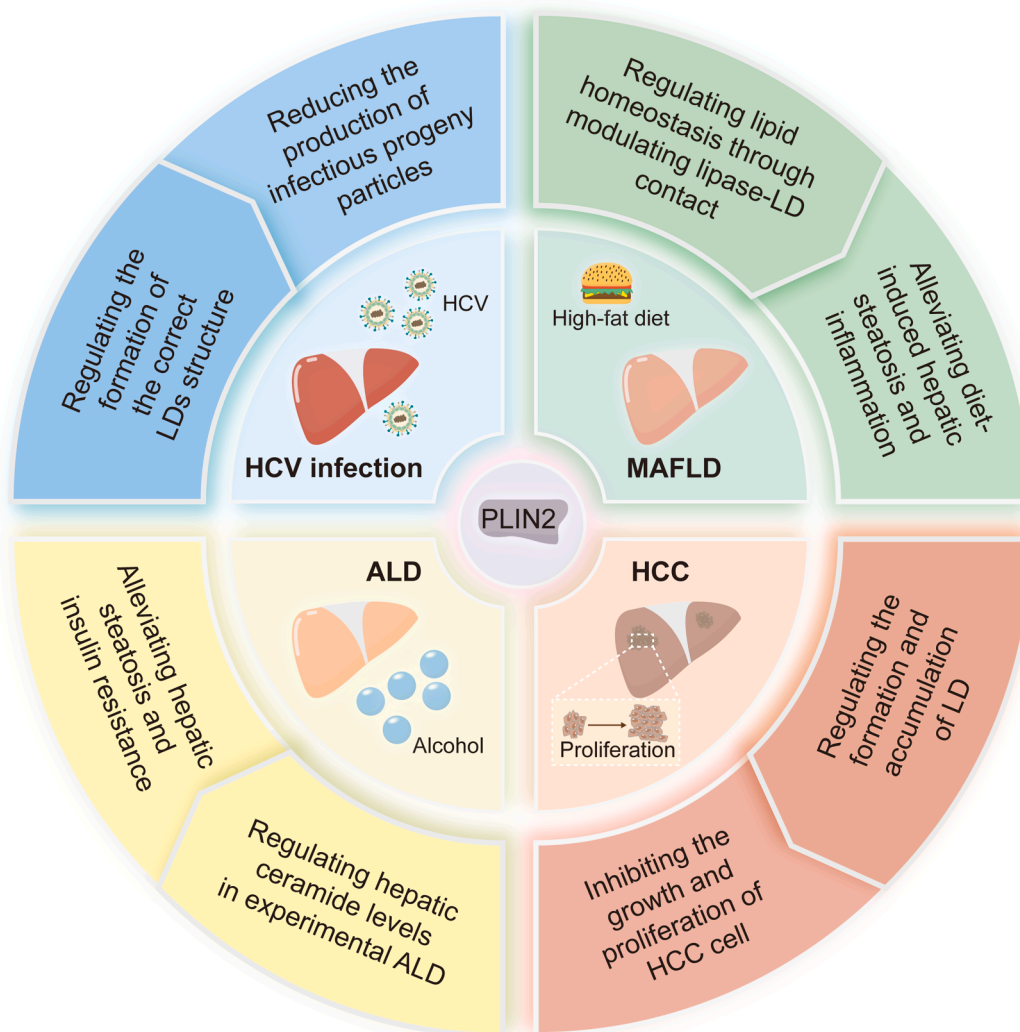 Reducing the
production of
infectious progeny
particles
Regulating the
formation of
the correct
LDs structure
HCV
HCV infection
Regulating lipid
homeostasis through
modulating lipase-LD
contact
Alleviating diet-
induced hepatic
steatosis and
inflammation
High-fat diet
MAFLD
PLIN2
ALD
Alcohol
Alleviating hepatic
steatosis and
insulin resistance
Regulating hepatic
ceramide levels
in experimental ALD
HCC
Proliferation
Regulating the
formation and
accumulation
of LD
Inhibiting the
growth and
proliferation of
HCC cell